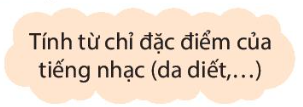 Tính từ chỉ đặc điểm của
tiếng nhạc (da diết,...)